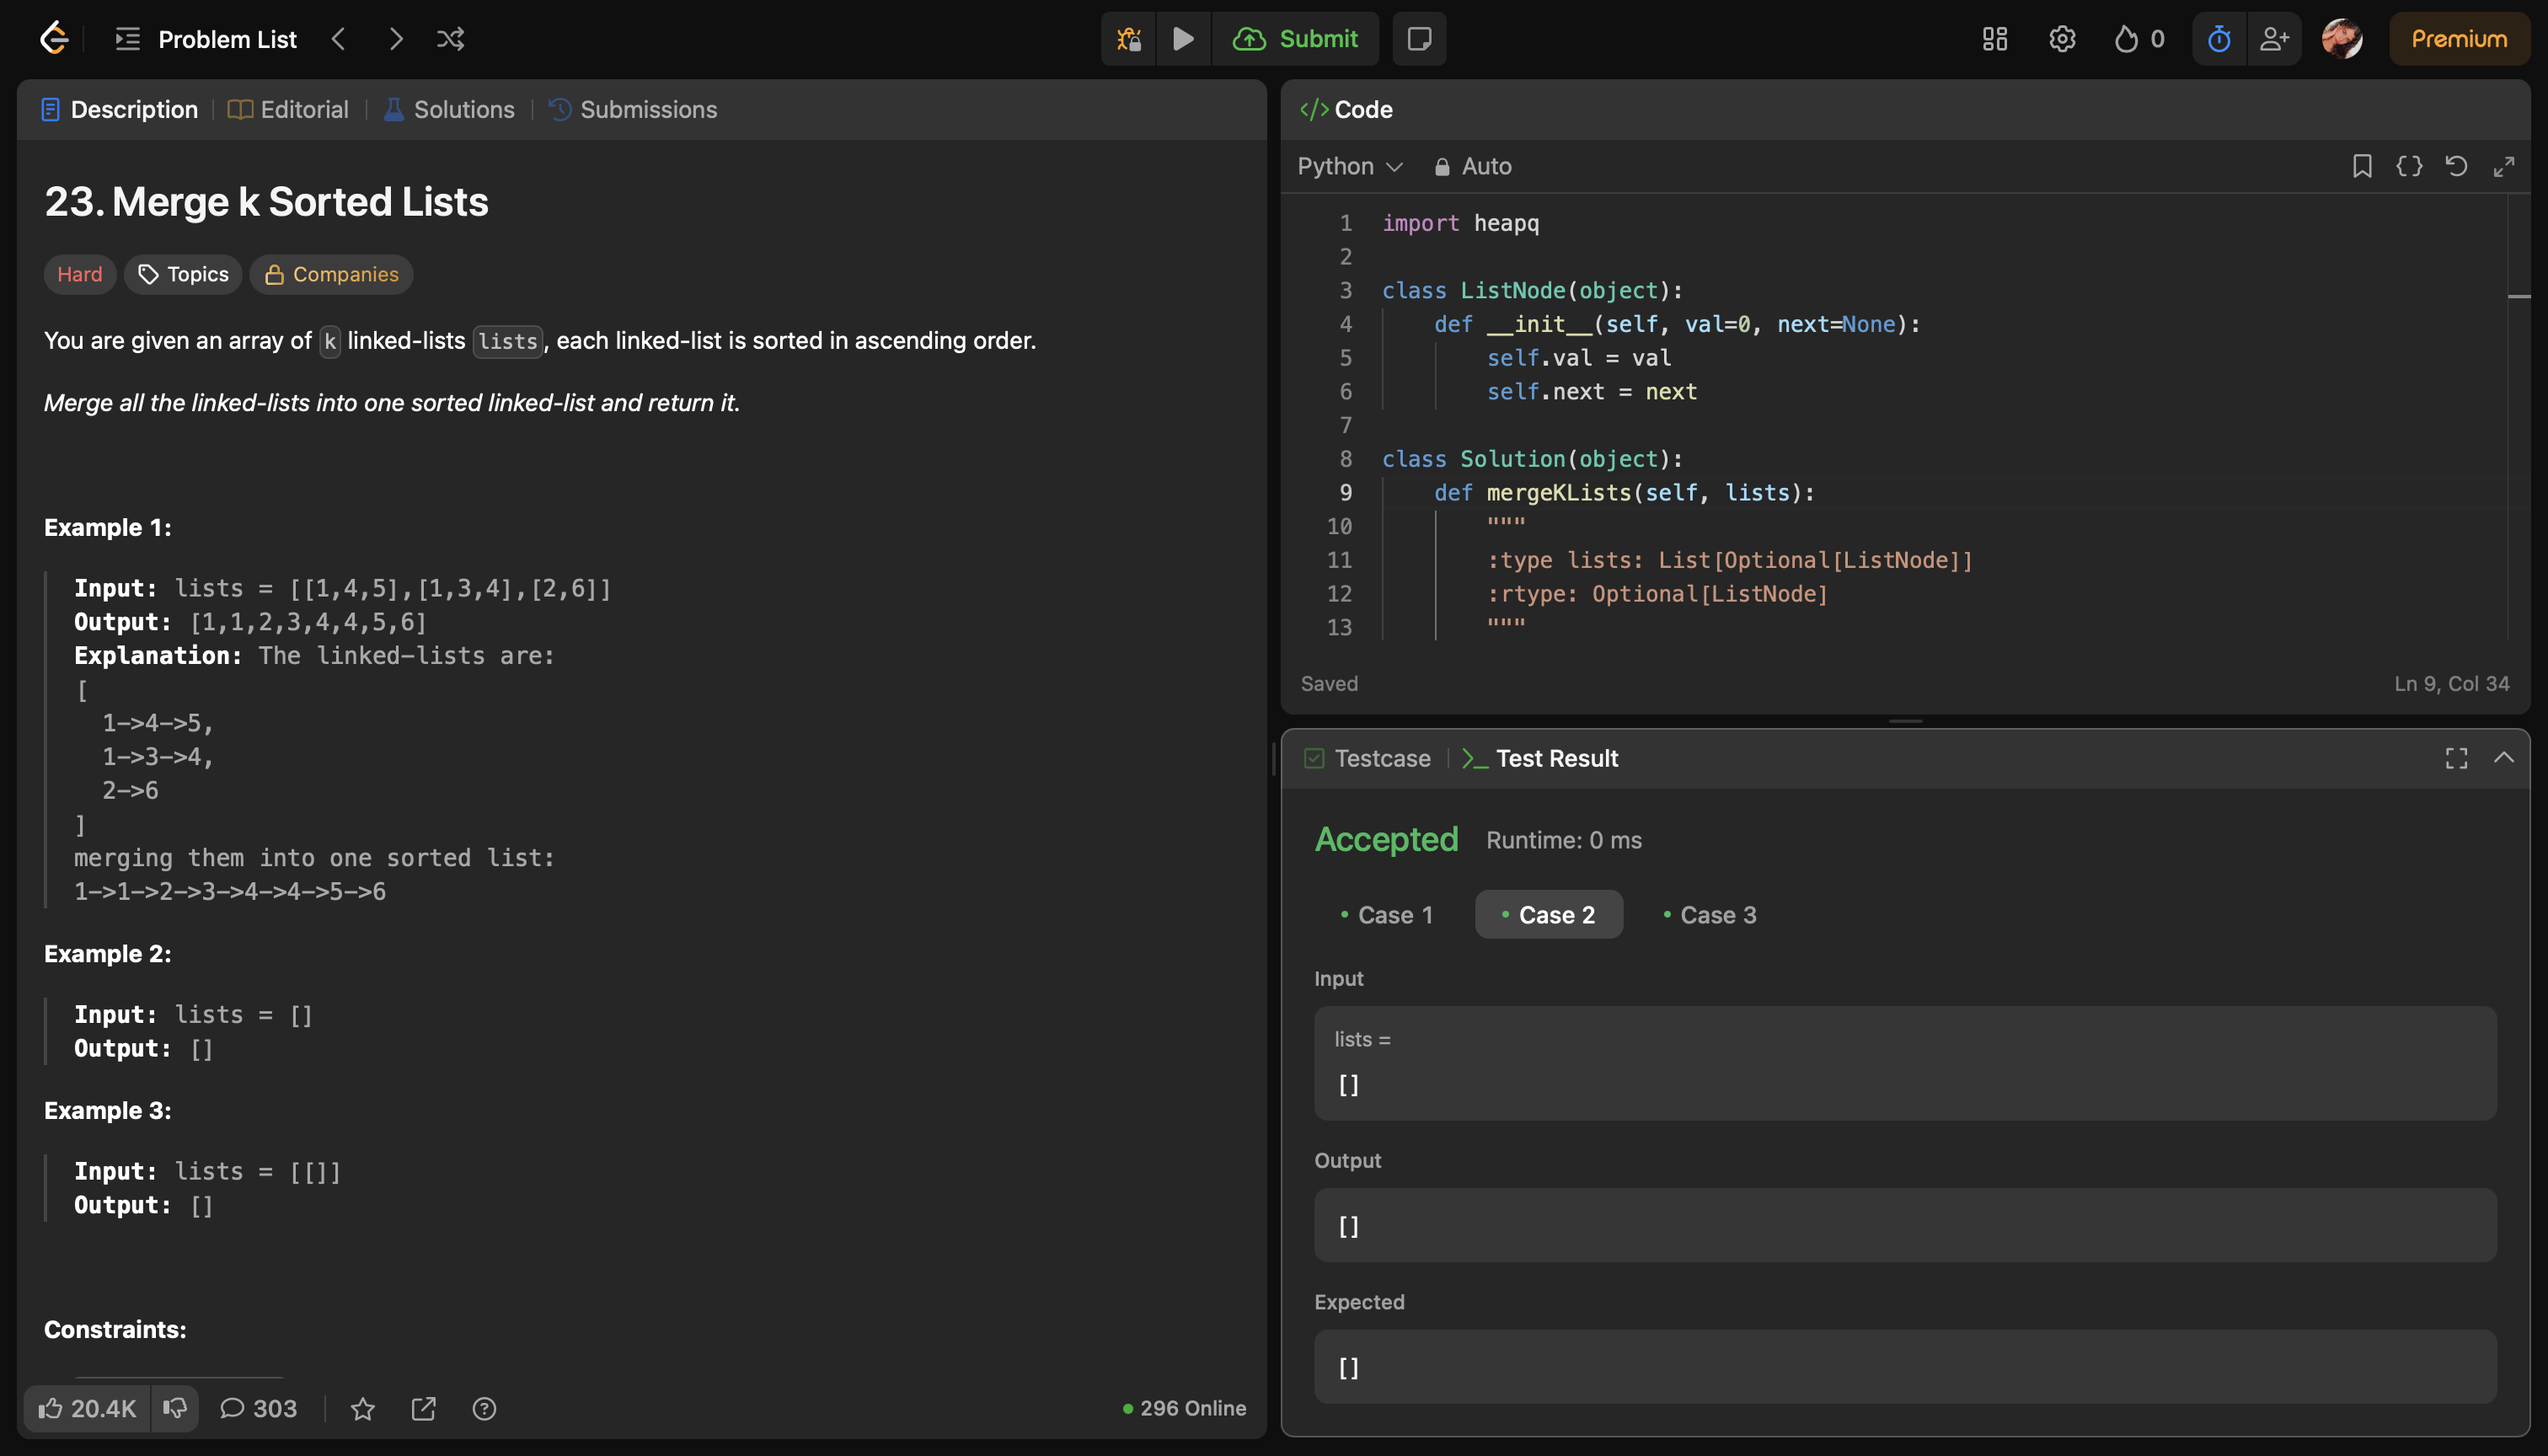 Problem List
Submit
0
Premium
Description
Editorial
Solutions
Submissions
23. Merge k Sorted Lists
Hard
Topics
Companies
You are given an array of k linked-lists lists, each linked-list is sorted in ascending order.
Merge all the linked-lists into one sorted linked-list and return it.
Example 1:
Input: lists = [[1,4,5],[1,3,4],[2,6]]
Output: [1,1,2,3,4,4,5,6]
Explanation: The linked-lists are:
[
  1->4->5,
  1->3->4,
  2->6
]
merging them into one sorted list:
1->1->2->3->4->4->5->6
Example 2:
Input: lists = []
Output: []
Example 3:
Input: lists = [[]]
Output: []
Constraints:
20.4K
303
296 Online
</> Code
Python
Auto
1 import heapq
2
3 class ListNode(object):
4     def __init__(self, val=0, next=None):
5         self.val = val
6         self.next = next
7
8 class Solution(object):
9     def mergeKLists(self, lists):
10         """
11         :type lists: List[Optional[ListNode]]
12         :rtype: Optional[ListNode]
13         """
Saved
Ln 9, Col 34
Testcase
>_ Test Result
Accepted
Runtime: 0 ms
Case 1
Case 2
Case 3
Input
lists =
[]
Output
[]
Expected
[]